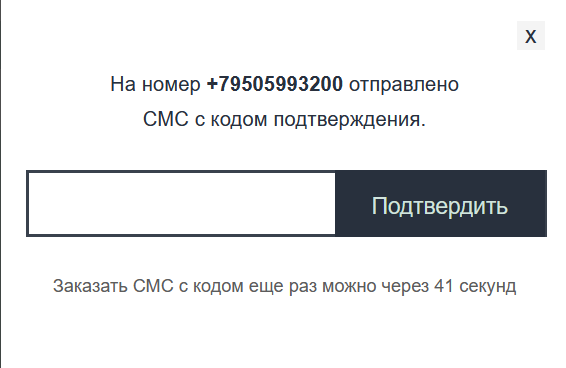 x
На номер +79505993200 отправлено
СМС с кодом подтверждения.
Подтвердить
Заказать СМС с кодом еще раз можно через 41 секунд